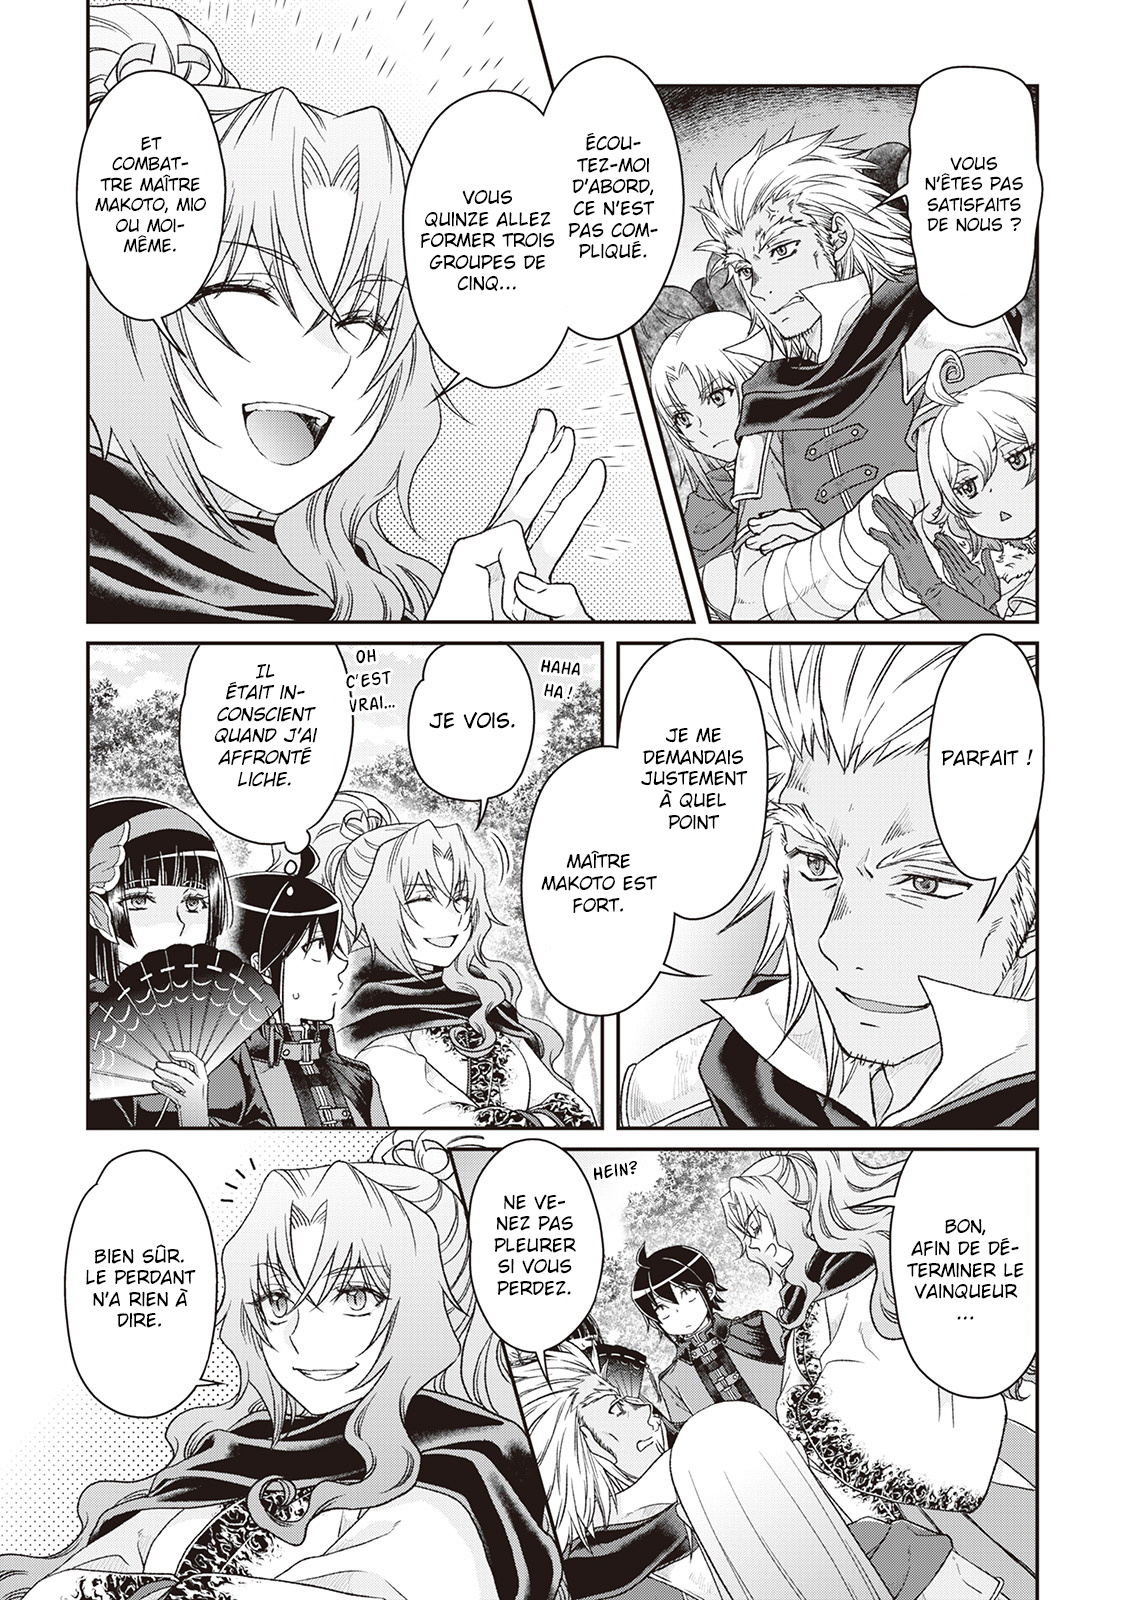 VOUS
N'ÊTES PAS
SATISFAITS
DE NOUS ?
ÉCOU-
TEZ-MOI
D'ABORD,
CE N'EST
PAS COM-
PLIQUÉ.
VOUS
QUINZE ALLEZ
FORMER TROIS
GROUPES DE
CINQ...
ET
COMBAT-
TRE MAÎTRE
MAKOTO, MIO
OU MOI-
MÊME.
PARFAIT !
JE ME
DEMANDAIS
JUSTEMENT
À QUEL
POINT
MAÎTRE
MAKOTO EST
FORT.
HAHA
HA !
JE VOIS.
OH
C'EST
VRAI...
IL
ÉTAIT IN-
CONSCIENT
QUAND J'AI
AFFRONTÉ
LICHE.
BON,
AFIN DE DÉ-
TERMINER LE
VAINQUEUR
...
HEIN?
NE VE-
NEZ PAS
PLEURER
SI VOUS
PERDEZ.
BIEN SÛR.
LE PERDANT
N'A RIEN À
DIRE.